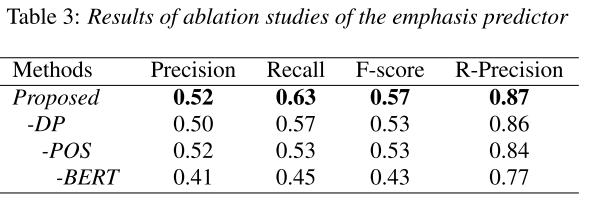 Table 3: Results of ablation studies of the emphasis predictor
Methods Precision Recall F-score R-Precision
Proposed 0.52 0.63 0.57 0.87
-DP 0.50 0.57 0.53 0.86
-POS 0.52 0.53 0.53 0.84
-BERT 0.41 0.45 0.43 0.77